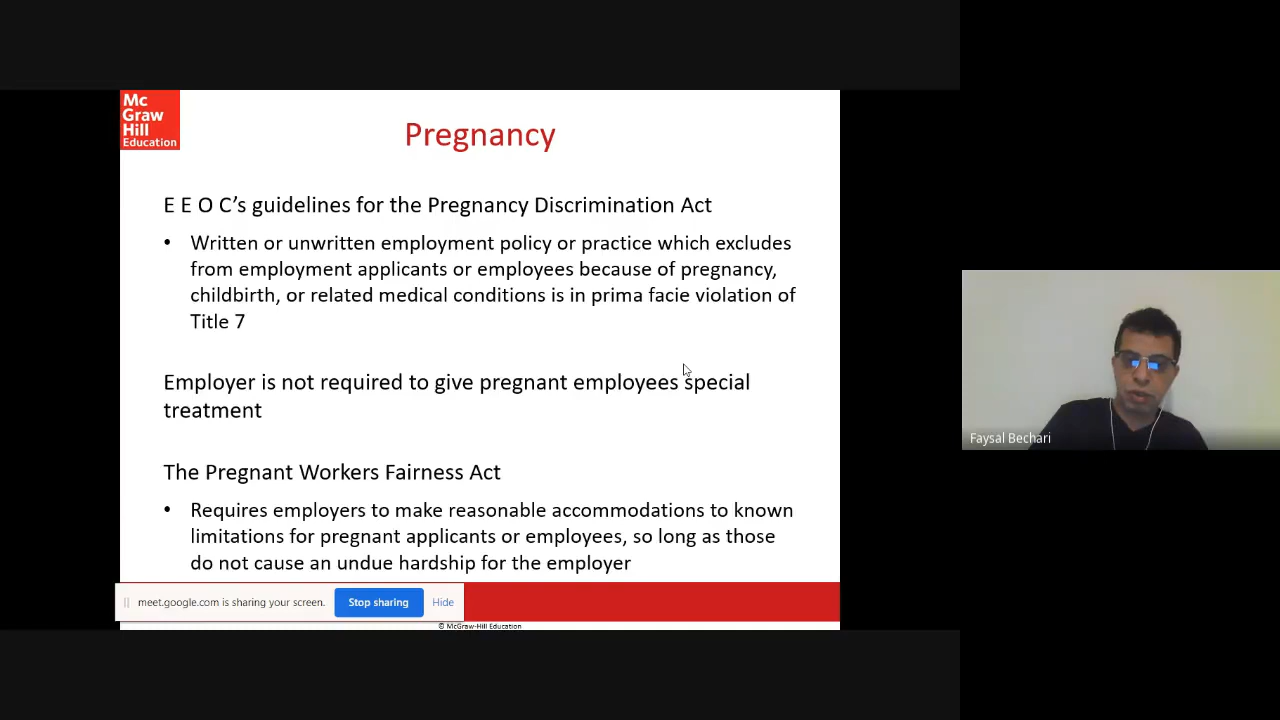 Mc
Graw
Hill
Education
Pregnancy
E E O C’s guidelines for the Pregnancy Discrimination Act
• Written or unwritten employment policy or practice which excludes
from employment applicants or employees because of pregnancy,
childbirth, or related medical conditions is in prima facie violation of
Title 7
Employer is not required to give pregnant employees special
treatment
The Pregnant Workers Fairness Act
• Requires employers to make reasonable accommodations to known
limitations for pregnant applicants or employees, so long as those
do not cause an undue hardship for the employer
meet.google.com is sharing your screen. Stop sharing Hide
© McGraw-Hill Education
Faysal Bechari